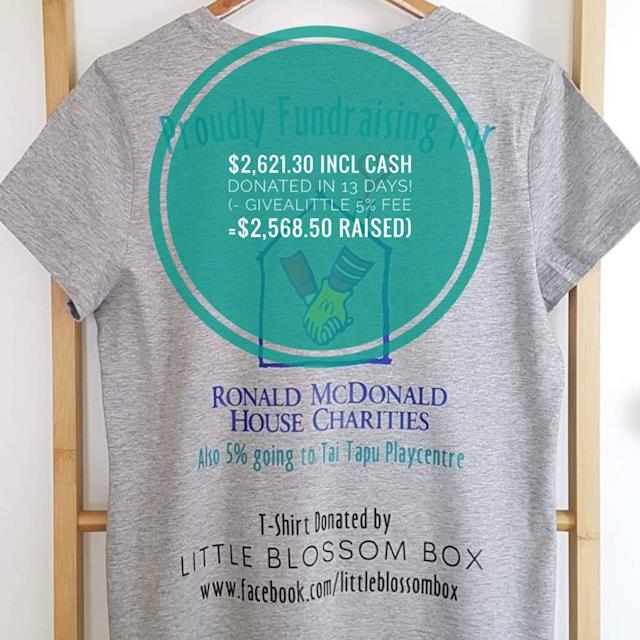 Proudly Fundraising for
$2,621.30 INCL CASH
DONATED IN 13 DAYS!
(- GIVEALITTLE 5% FEE
=$2,568.50 RAISED)
RONALD MCDONALD
HOUSE CHARITIES
Also 5% going to Tai Tapu Playcentre
T-Shirt Donated by
LITTLE BLOSSOM BOX
www.facebook.com/littleblossombox